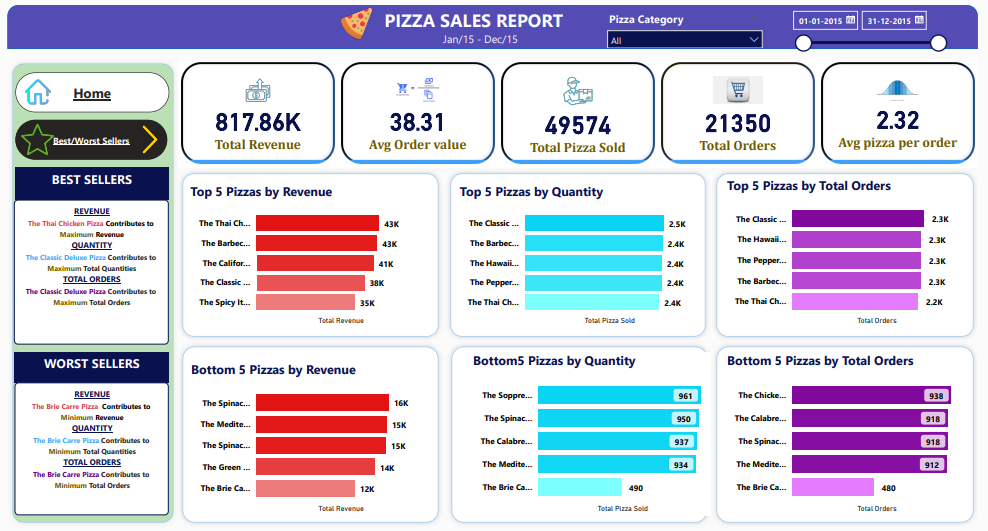 PIZZA SALES REPORT
Jan/15 - Dec/15
Pizza Category
All
01-01-2015
31-12-2015
Home
Best/Worst Sellers
BEST SELLERS
REVENUE
The Thai Chicken Pizza Contributes to
Maximum Revenue
QUANTITY
The Classic Deluxe Pizza Contributes to
Maximum Total Quantities
TOTAL ORDERS
The Classic Deluxe Pizza Contributes to
Maximum Total Orders
WORST SELLERS
REVENUE
The Brie Carre Pizza Contributes to
Minimum Revenue
QUANTITY
The Brie Carre Pizza Contributes to
Minimum Total Quantities
TOTAL ORDERS
The Brie Carre Pizza Contributes to
Minimum Total Orders
817.86K
Total Revenue
38.31
Avg Order value
49574
Total Pizza Sold
21350
Total Orders
2.32
Avg pizza per order
Top 5 Pizzas by Revenue
The Thai Ch... 43K
The Barbec... 43K
The Califor... 41K
The Classic ... 38K
The Spicy It... 35K
Total Revenue
Top 5 Pizzas by Quantity
The Classic ... 2.5K
The Barbec... 2.4K
The Hawaii... 2.4K
The Pepper... 2.4K
The Thai Ch... 2.4K
Total Pizza Sold
Top 5 Pizzas by Total Orders
The Classic ... 2.3K
The Hawaii... 2.3K
The Pepper... 2.3K
The Barbec... 2.3K
The Thai Ch... 2.2K
Total Orders
Bottom 5 Pizzas by Revenue
The Spinac... 16K
The Medite... 15K
The Spinac... 15K
The Green ... 14K
The Brie Ca... 12K
Total Revenue
Bottom5 Pizzas by Quantity
The Soppre... 961
The Spinac... 950
The Calabre... 937
The Medite... 934
The Brie Ca... 490
Total Pizza Sold
Bottom 5 Pizzas by Total Orders
The Chicke... 938
The Calabre... 918
The Spinac... 918
The Medite... 912
The Brie Ca... 480
Total Orders